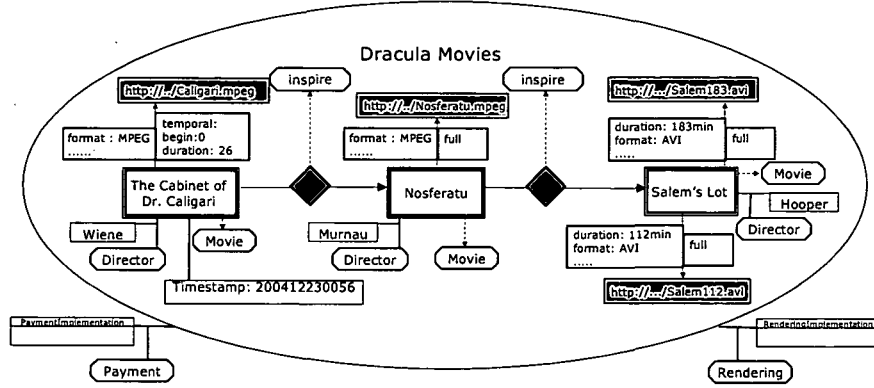 Dracula Movies
inspire
inspire
http://../Caligari.mpeg
http://../Nosferatu.mpeg
http://.../Salem183.avi
format : MPEG
......
temporal:
begin:0
duration: 26
format : MPEG
......
full
duration: 183min
format: AVI
.....
full
The Cabinet of
Dr. Caligari
Nosferatu
Salem's Lot
Movie
Hooper
Director
Wiene
Director
Movie
Murnau
Director
Movie
duration: 112min
format: AVI
.....
full
Timestamp: 200412230056
http://.../Salem112.avi
PaymentImplementation
Payment
RenderingImplementation
Rendering